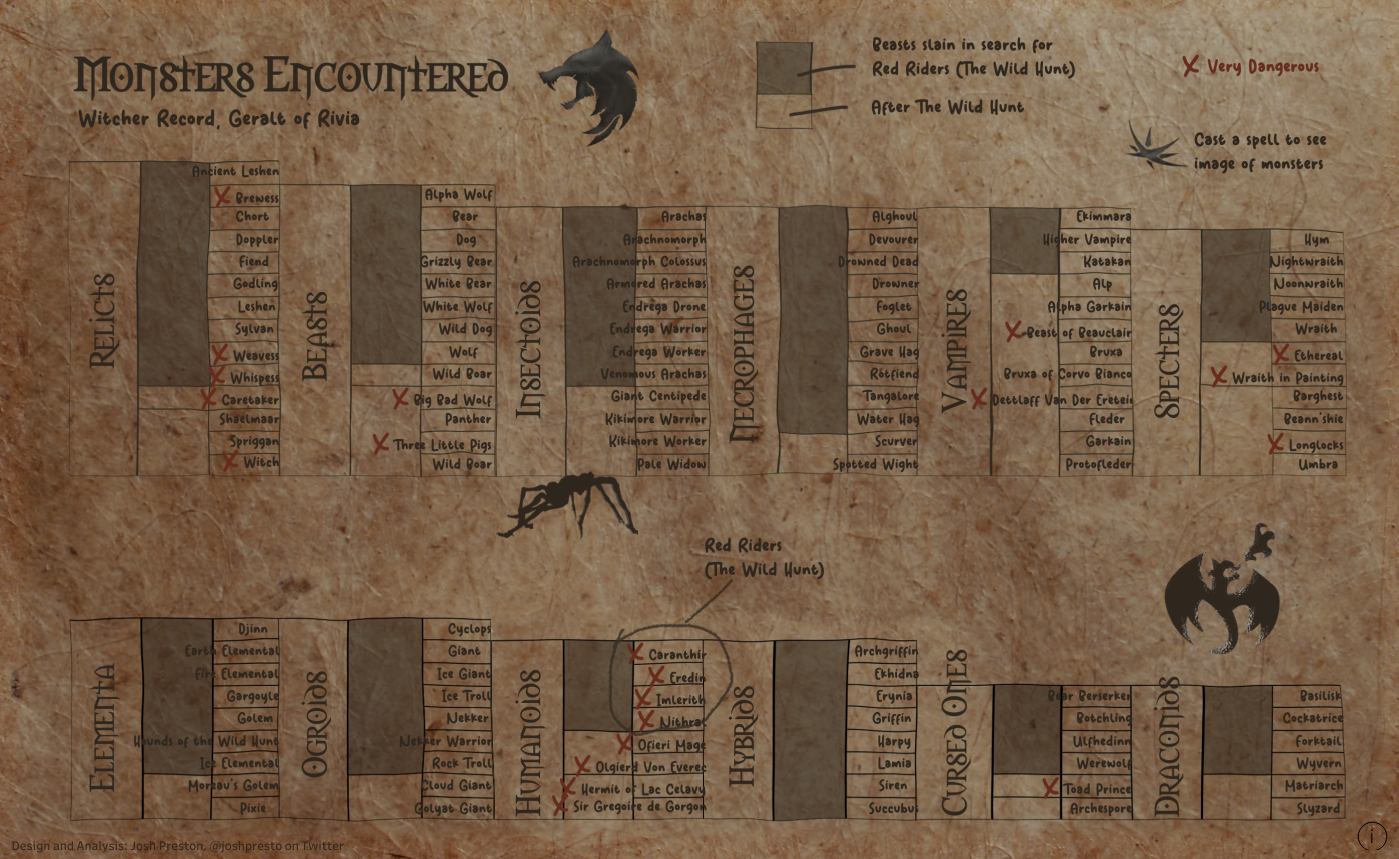 Monsters Encountered
Witcher Record, Geralt of Rivia
Beasts slain in search for
Red Riders (The Wild Hunt)
After The Wild Hunt
Very Dangerous
Cast a spell to see
image of monsters
Relicts
Ancient Leshen
Brewess
Chort
Doppler
Fiend
Godling
Leshen
Sylvan
Weavess
Whispess
Caretaker
Shaelmaar
Spriggan
Witch
Beasts
Alpha Wolf
Bear
Dog
Grizzly Bear
White Bear
White Wolf
Wild Dog
Wolf
Wild Boar
Big Bad Wolf
Panther
Three Little Pigs
Wild Boar
Insectoids
Arachas
Arachnomorph
Arachnomorph Colossus
Armored Arachas
Endrega Drone
Endrega Warrior
Endrega Worker
Venomous Arachas
Giant Centipede
Kikimore Warrior
Kikimore Worker
Pale Widow
Necrophages
Alghoul
Devourer
Drowned Dead
Drowner
Foglet
Ghoul
Grave Hag
Rotfiend
Tangalore
Water Hag
Scurver
Spotted Wight
Vampires
Ekimmara
Higher Vampire
Katakan
Alp
Alpha Garkain
Beast of Beauclair
Bruxa
Bruxa of Corvo Bianco
Dettlaff Van Der Eretein
Fleder
Garkain
Protofleder
Specters
Hym
Nightwraith
Noonwraith
Plague Maiden
Wraith
Ethereal
Wraith in Painting
Barghest
Beann'shie
Longlocks
Umbra
Red Riders
(The Wild Hunt)
Elementa
Djinn
Earth Elemental
Fire Elemental
Gargoyle
Golem
Hounds of the Wild Hunt
Ice Elemental
Moreau's Golem
Pixie
Ogroids
Cyclops
Giant
Ice Giant
Ice Troll
Nekker
Nekker Warrior
Rock Troll
Cloud Giant
Golyat Giant
Humanoids
Caranthir
Eredin
Imlerith
Nithral
Ofieri Mage
Olgierd Von Everec
Hermit of Lac Celavy
Sir Gregoire de Gorgon
Hybrids
Archgriffin
Ekhidna
Erynia
Griffin
Harpy
Lamia
Siren
Succubu
Cursed Ones
Bear Berserker
Botchling
Ulfhedinn
Werewolf
Toad Prince
Archespore
Draconids
Basilisk
Cockatrice
Forktail
Wyvern
Matriarch
Slyzard
Design and Analysis: Josh Preston, @joshpresto on Twitter
i